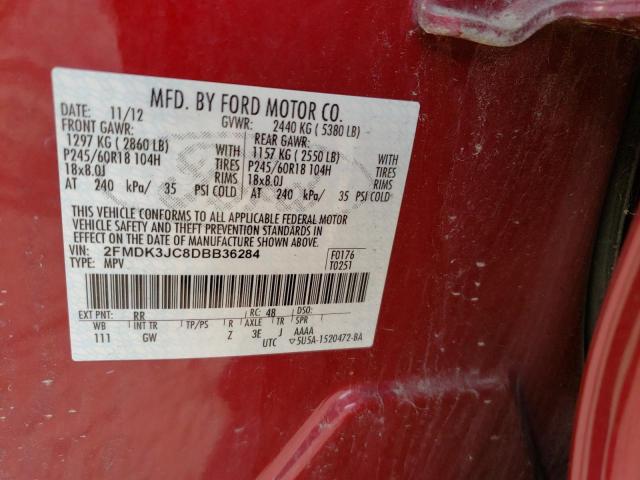 MFD. BY FORD MOTOR CO.
DATE: 11/12 GVWR: 2440 KG ( 5380 LB)
FRONT GAWR: REAR GAWR:
1297 KG ( 2860 LB) WITH 1157 KG ( 2550 LB) WITH
P245/60R18 104H TIRES P245/60R18 104H TIRES
18x8.0J RIMS 18x8.0J RIMS
AT 240 kPa/ 35 PSI COLD AT 240 kPa/ 35 PSI COLD
THIS VEHICLE CONFORMS TO ALL APPLICABLE FEDERAL MOTOR
VEHICLE SAFETY AND THEFT PREVENTION STANDARDS IN
EFFECT ON THE DATE OF MANUFACTURE SHOWN ABOVE.
VIN: 2FMDK3JC8DBB36284 F0176
TYPE: MPV T0251
EXT PNT: RR RC: 48 DSO:
WB INT TR TP/PS R AXLE TR SPR
111 GW Z 3E J AAAA
UTC ▽5U5A-1520472-BA